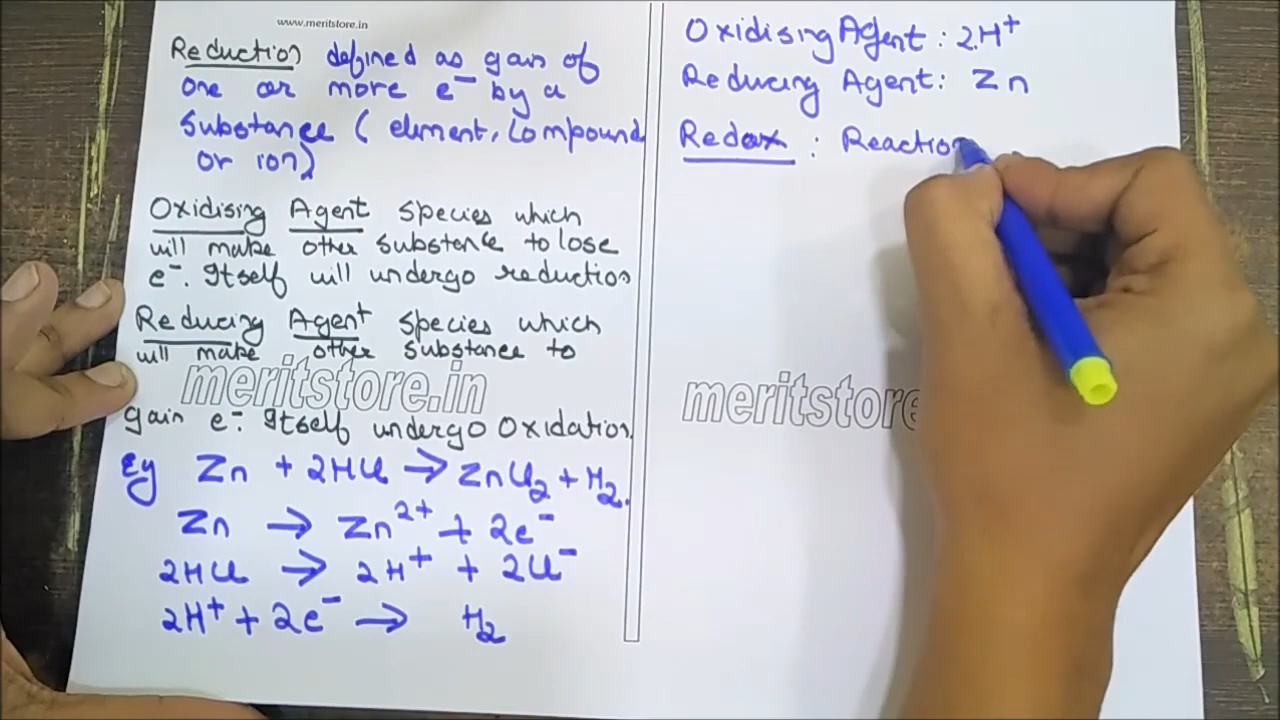 www.meritstore.in
Reduction defined as gain of
one or more e⁻ by a
substance (element, compound
or ion)
Oxidising Agent species which
will make other substance to lose
e⁻. Itself will undergo reduction
Reducing Agent species which
will make other substance to
meritstore.in
gain e⁻. Itself undergo oxidation.
Eg Zn + 2HCl → ZnCl₂ + H₂.
Zn → Zn²⁺ + 2e⁻
2HCl → 2H⁺ + 2Cl⁻
2H⁺ + 2e⁻ → H₂
Oxidising Agent : 2H⁺
Reducing Agent : Zn
Redox : Reaction
meritstore